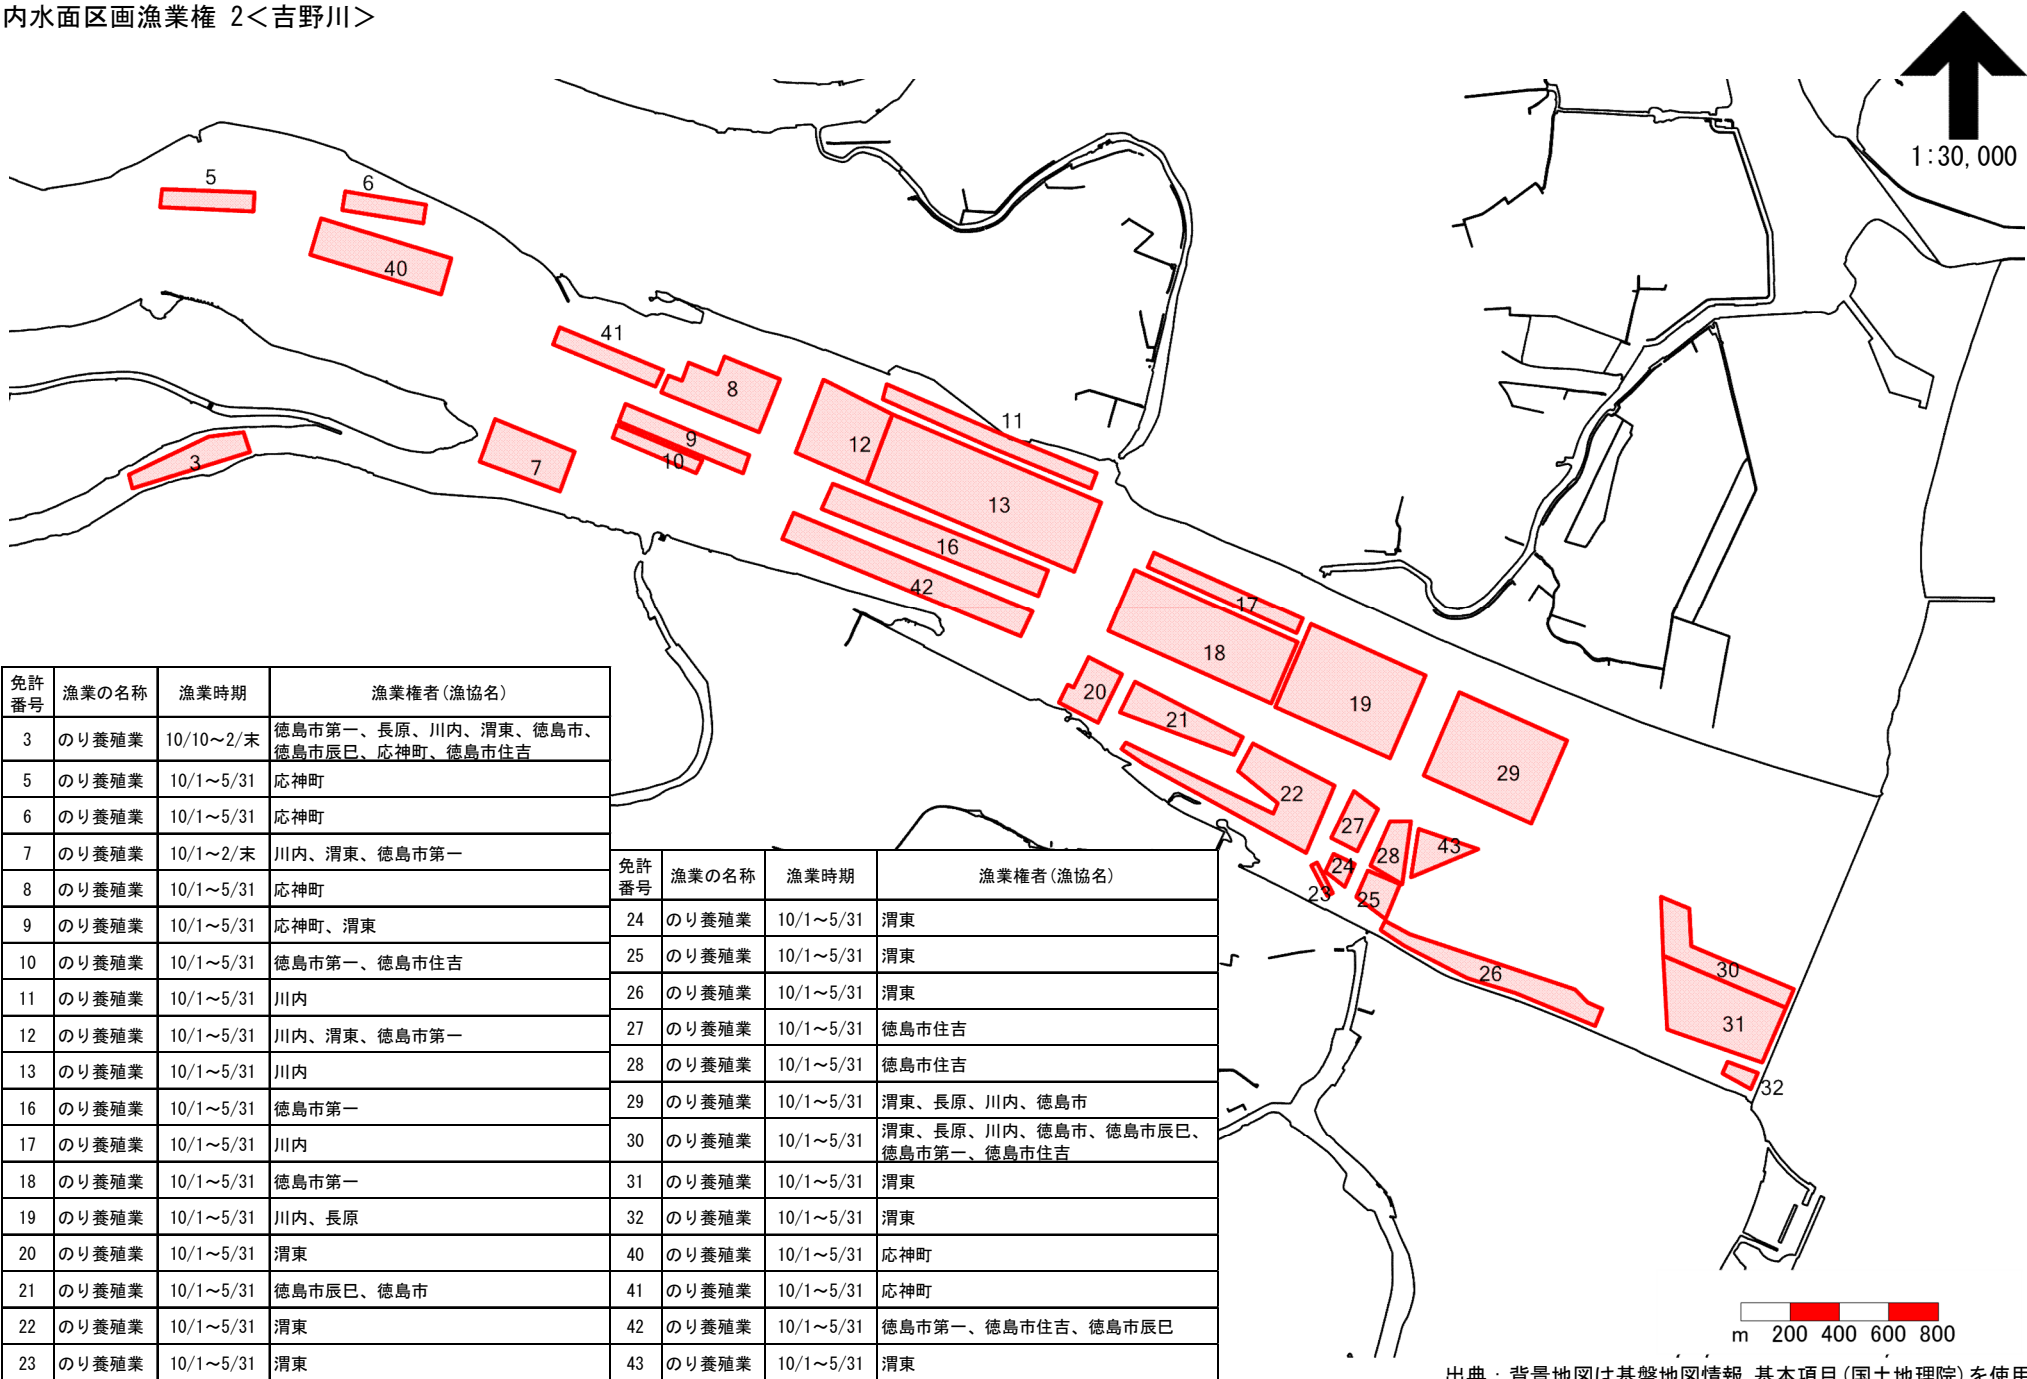 内水面区画漁業権 2＜吉野川＞
1:30,000
5
6
40
41
8
11
9
12
3
7
10
13
16
42
17
18
20
19
21
29
22
27
43
28
24
23
25
26
30
31
32
免許番号 漁業の名称 漁業時期 漁業権者(漁協名)
3 のり養殖業 10/10～2/末 徳島市第一、長原、川内、渭東、徳島市、
徳島市辰巳、応神町、徳島市住吉
5 のり養殖業 10/1～5/31 応神町
6 のり養殖業 10/1～5/31 応神町
7 のり養殖業 10/1～2/末 川内、渭東、徳島市第一
8 のり養殖業 10/1～5/31 応神町
9 のり養殖業 10/1～5/31 応神町、渭東
10 のり養殖業 10/1～5/31 徳島市第一、徳島市住吉
11 のり養殖業 10/1～5/31 川内
12 のり養殖業 10/1～5/31 川内、渭東、徳島市第一
13 のり養殖業 10/1～5/31 川内
16 のり養殖業 10/1～5/31 徳島市第一
17 のり養殖業 10/1～5/31 川内
18 のり養殖業 10/1～5/31 徳島市第一
19 のり養殖業 10/1～5/31 川内、長原
20 のり養殖業 10/1～5/31 渭東
21 のり養殖業 10/1～5/31 徳島市辰巳、徳島市
22 のり養殖業 10/1～5/31 渭東
23 のり養殖業 10/1～5/31 渭東
免許番号 漁業の名称 漁業時期 漁業権者(漁協名)
24 のり養殖業 10/1～5/31 渭東
25 のり養殖業 10/1～5/31 渭東
26 のり養殖業 10/1～5/31 渭東
27 のり養殖業 10/1～5/31 徳島市住吉
28 のり養殖業 10/1～5/31 徳島市住吉
29 のり養殖業 10/1～5/31 渭東、長原、川内、徳島市
30 のり養殖業 10/1～5/31 渭東、長原、川内、徳島市、徳島市辰巳、
徳島市第一、徳島市住吉
31 のり養殖業 10/1～5/31 渭東
32 のり養殖業 10/1～5/31 渭東
40 のり養殖業 10/1～5/31 応神町
41 のり養殖業 10/1～5/31 応神町
42 のり養殖業 10/1～5/31 徳島市第一、徳島市住吉、徳島市辰巳
43 のり養殖業 10/1～5/31 渭東
m 200 400 600 800
出典：背景地図は基盤地図情報 基本項目(国土地理院)を使用